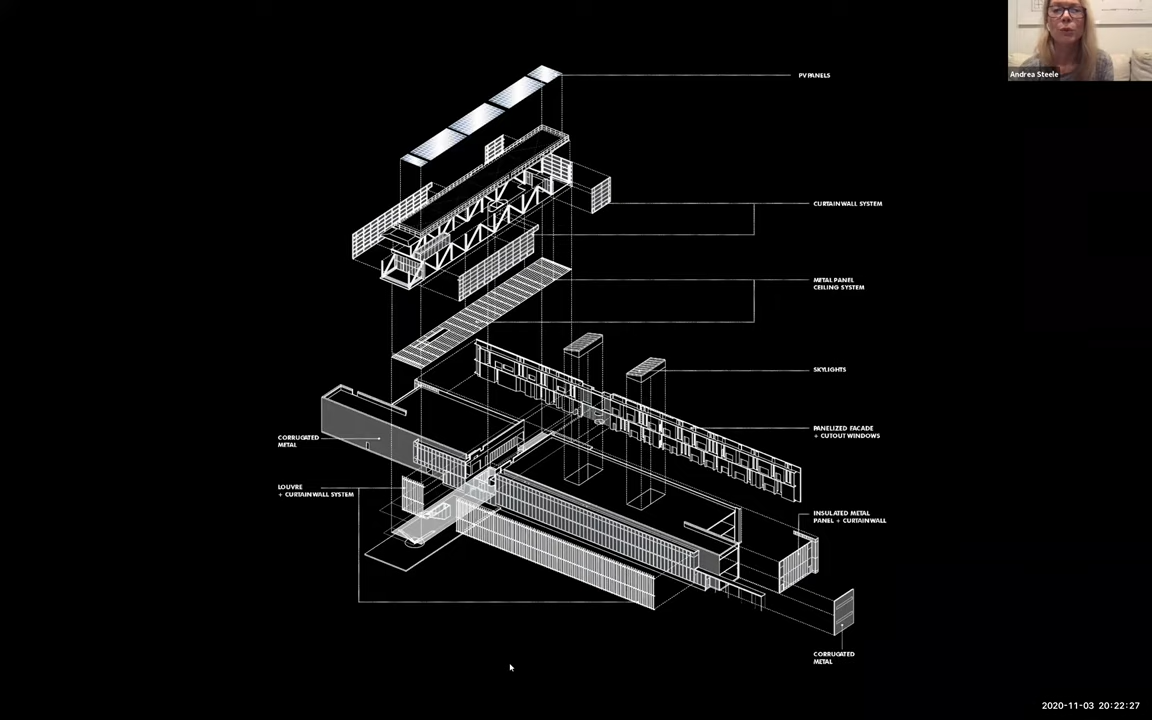 Andrea Steele
PV PANELS
CURTAINWALL SYSTEM
METAL PANEL
CEILING SYSTEM
SKYLIGHTS
CORRUGATED
METAL
PANELIZED FACADE
+ CUTOUT WINDOWS
LOUVRE
+ CURTAINWALL SYSTEM
INSULATED METAL
PANEL + CURTAINWALL
CORRUGATED
METAL
2020-11-03 20:22:27